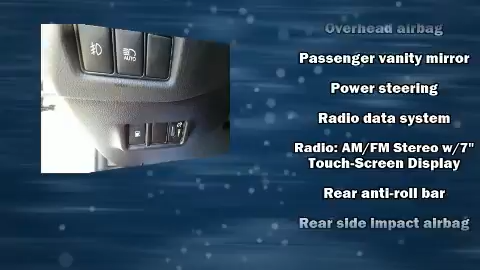 Overhead airbag
Passenger vanity mirror
Power steering
Radio data system
Radio: AM/FM Stereo w/7"
Touch-Screen Display
Rear anti-roll bar
Rear side impact airbag
AUTO